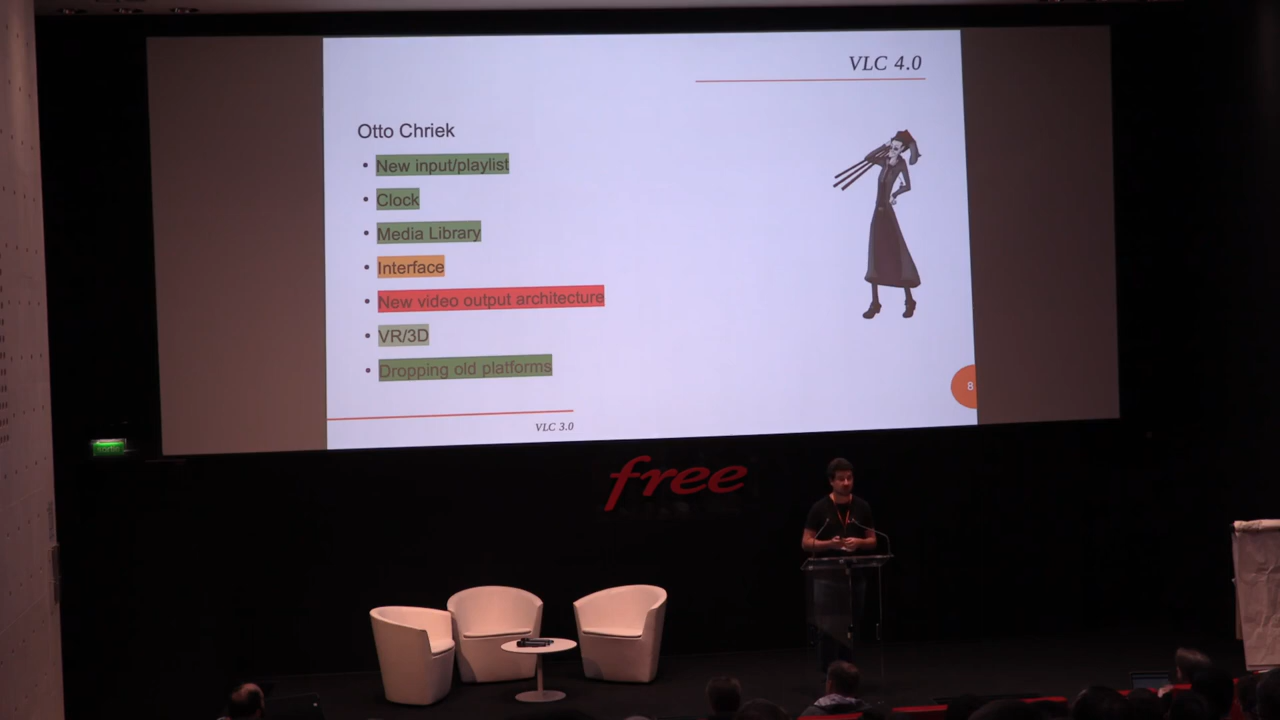 VLC 4.0
Otto Chriek
• New input/playlist
• Clock
• Media Library
• Interface
• New video output architecture
• VR/3D
• Dropping old platforms
8
VLC 3.0
sortie
free